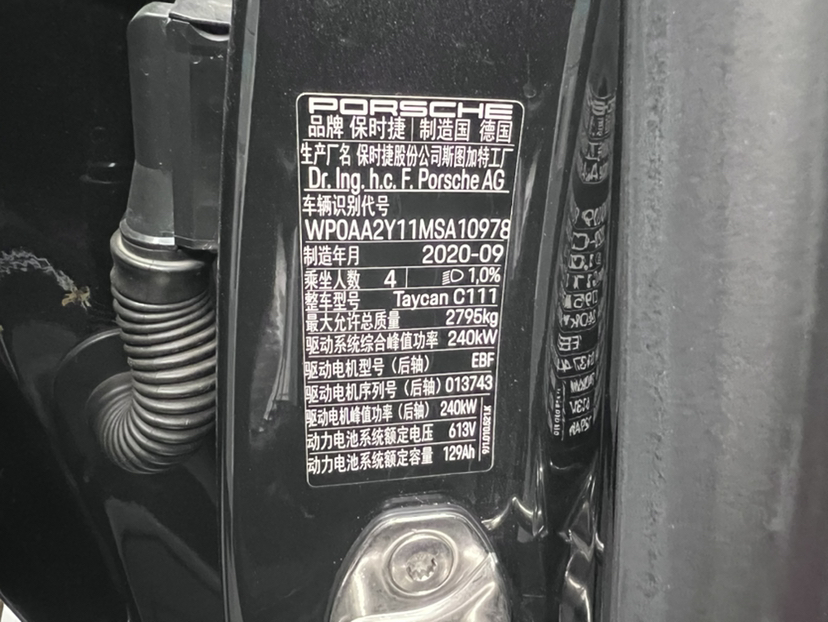 PORSCHE
品牌 保时捷 制造国 德国
生产厂名 保时捷股份公司斯图加特工厂
Dr. Ing. h.c. F. Porsche AG
车辆识别代号
WP0AA2Y11MSA10978
制造年月 2020-09
乘坐人数 4 1,0%
整车型号 Taycan C111
最大允许总质量 2795kg
驱动系统综合峰值功率 240kW
驱动电机型号（后轴） EBF
驱动电机序列号（后轴）013743
驱动电机峰值功率（后轴） 240kW
动力电池系统额定电压 613V
动力电池系统额定容量 129Ah